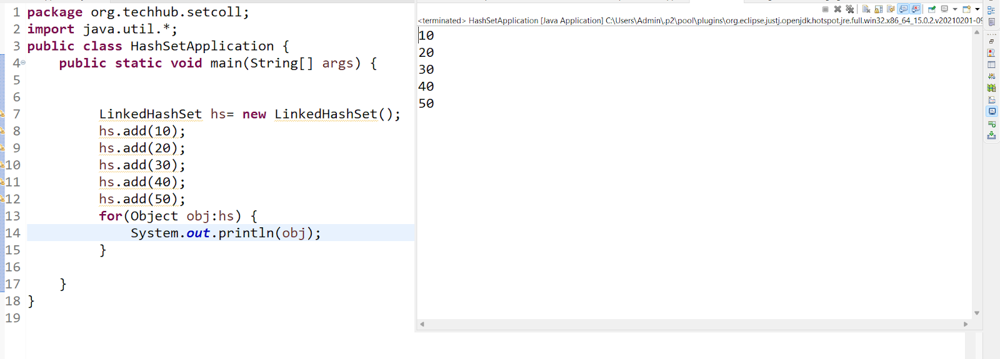 1 package org.techhub.setcoll;
2 import java.util.*;
3 public class HashSetApplication {
4 public static void main(String[] args) {
5
6
7 LinkedHashSet hs= new LinkedHashSet();
8 hs.add(10);
9 hs.add(20);
10 hs.add(30);
11 hs.add(40);
12 hs.add(50);
13 for(Object obj:hs) {
14 System.out.println(obj);
15 }
16
17 }
18 }
19
<terminated> HashSetApplication [Java Application] C:\Users\Admin\.p2\pool\plugins\org.eclipse.justj.openjdk.hotspot.jre.full.win32.x86_64_15.0.2.v20210201-09
10
20
30
40
50